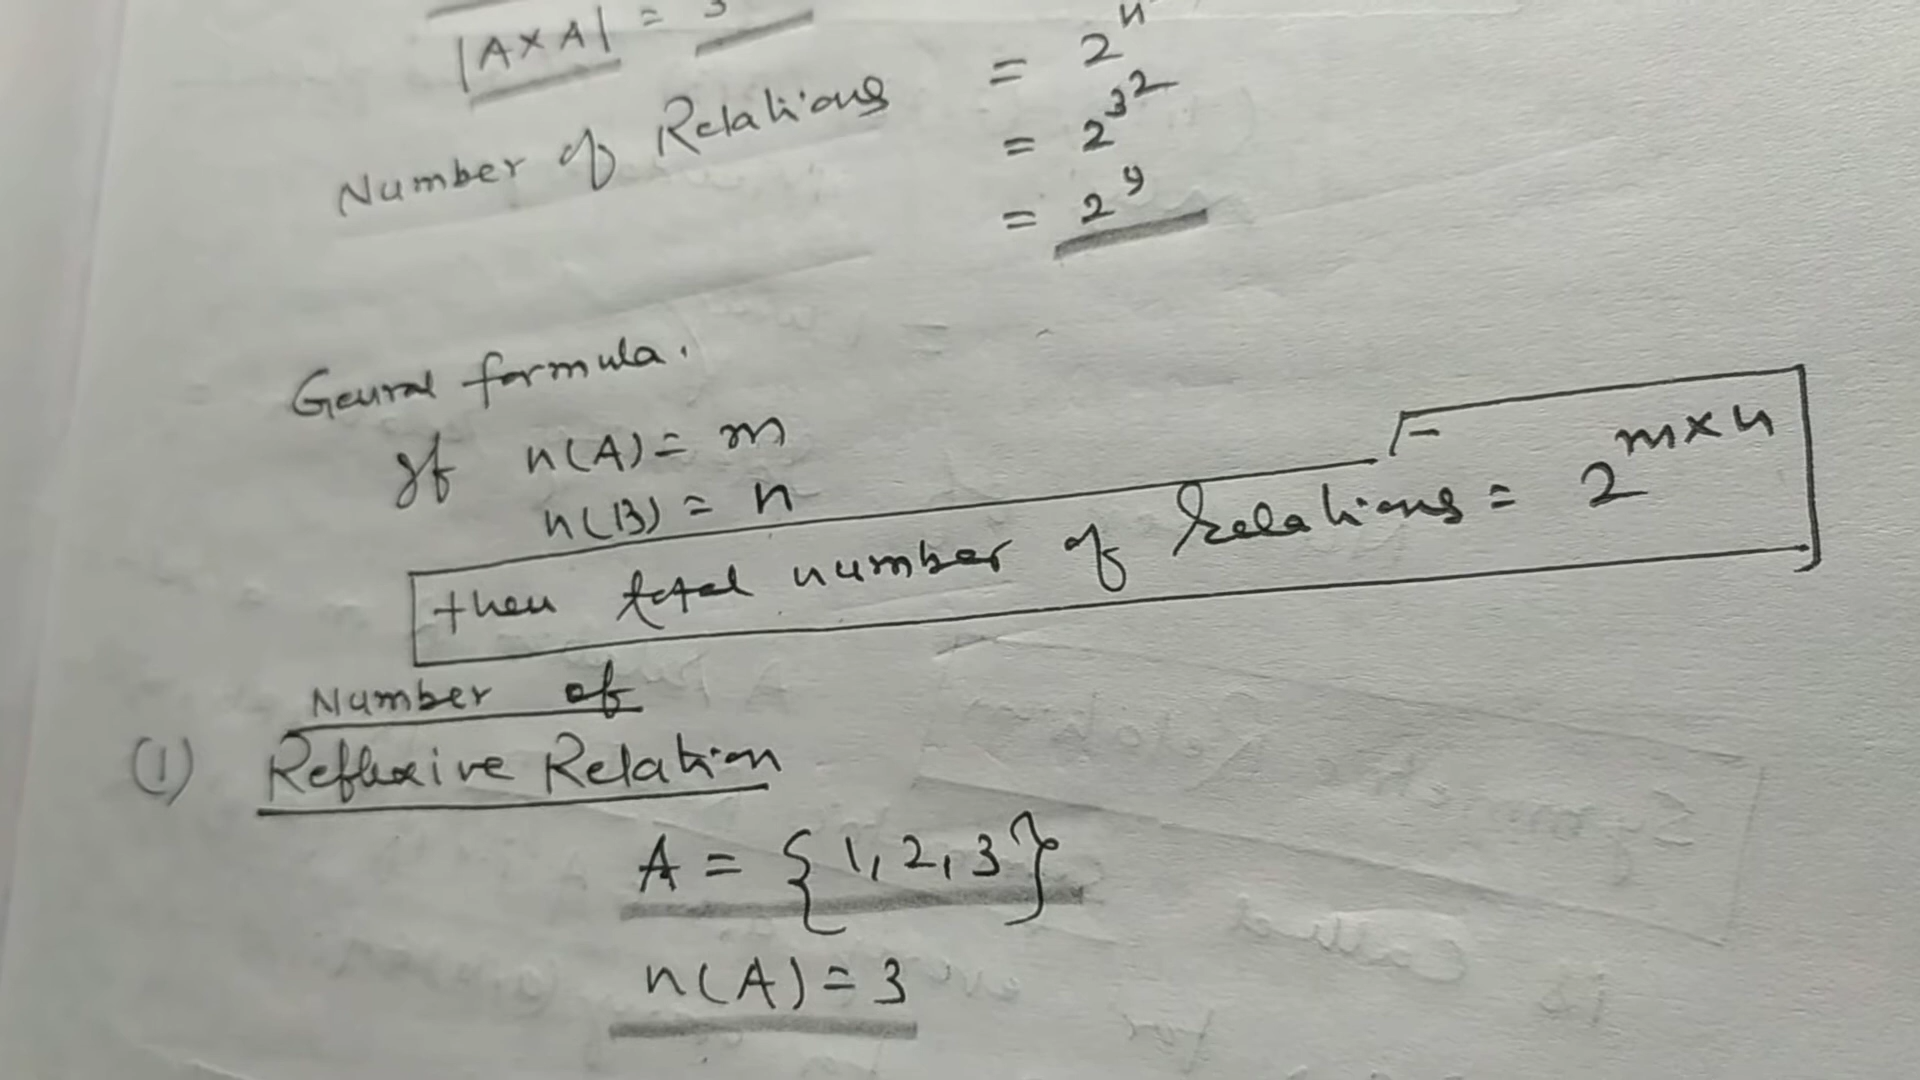 |A×A| = 3
Number of Relations = 2ⁿ
= 2^3^2
= 2^9
General formula.
If n(A) = m
n(B) = n
then total number of Relations = 2^m×n
Number of
(1) Reflexive Relation
A = {1, 2, 3}
n(A) = 3